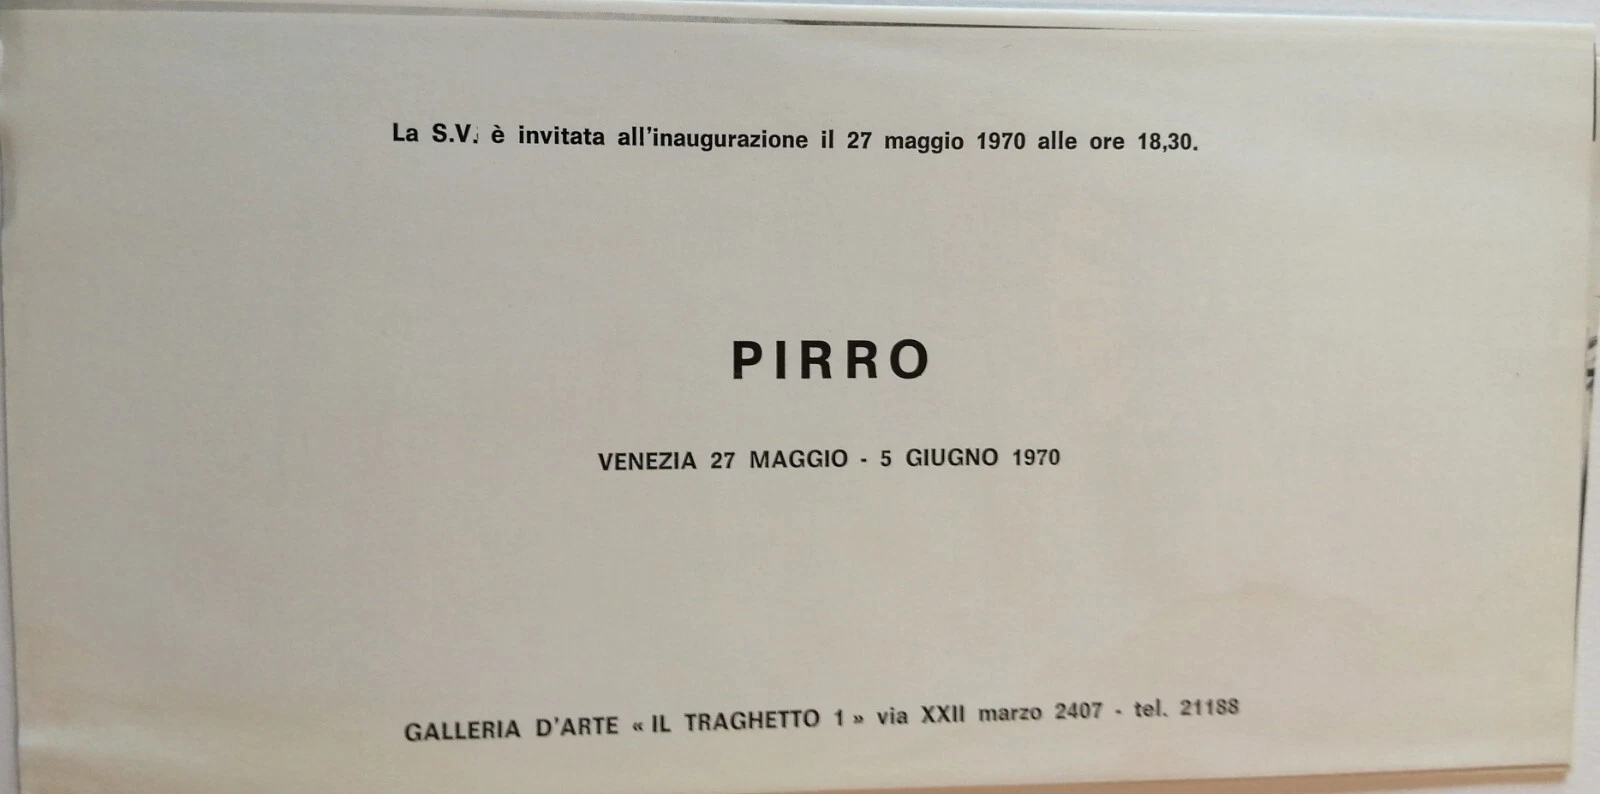 La S.V. è invitata all'inaugurazione il 27 maggio 1970 alle ore 18,30.
PIRRO
VENEZIA 27 MAGGIO - 5 GIUGNO 1970
GALLERIA D'ARTE « IL TRAGHETTO 1 » via XXII marzo 2407 - tel. 21188